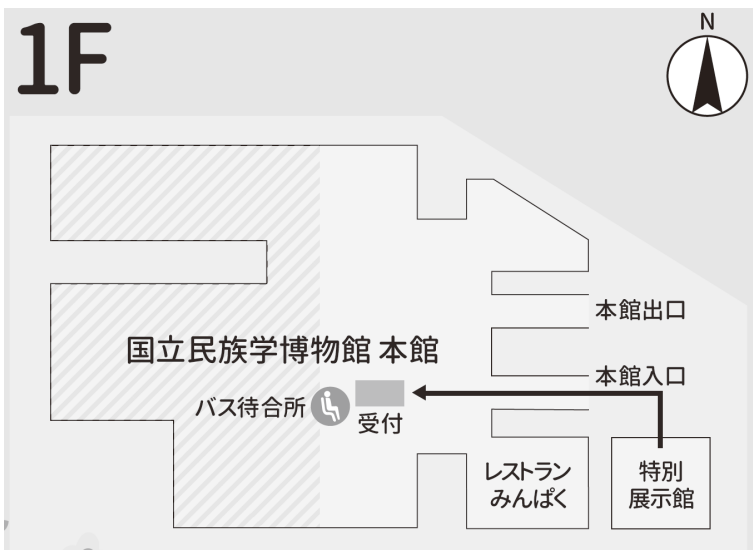 1F
N
本館出口
国立民族学博物館 本館
本館入口
バス待合所
受付
レストラン
みんぱく
特別
展示館